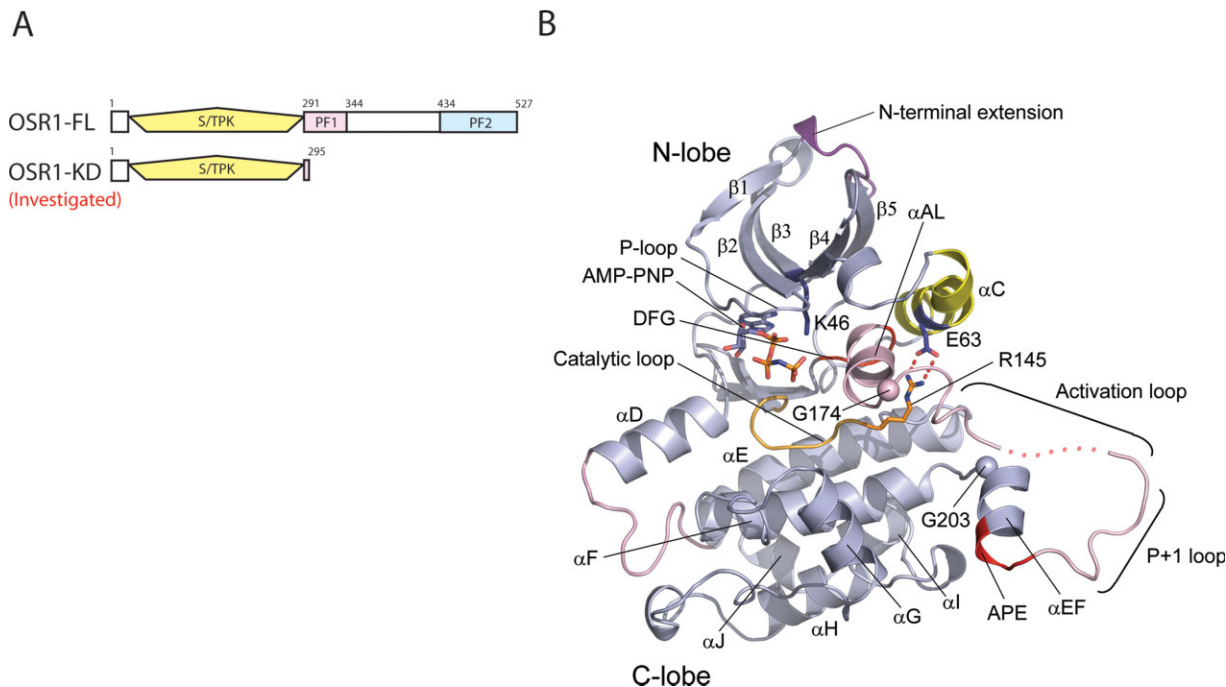 A
1 291 344 434 527
OSR1-FL S/TPK PF1 PF2
1 295
OSR1-KD S/TPK
(Investigated)
B
N-terminal extension
N-lobe
β1
β5
αAL
β3
β2
β4
P-loop
αC
AMP-PNP
K46
DFG
E63
Catalytic loop
R145
Activation loop
G174
αD
αE
G203
P+1 loop
αF
αI
APE
αEF
αG
αJ
αH
C-lobe